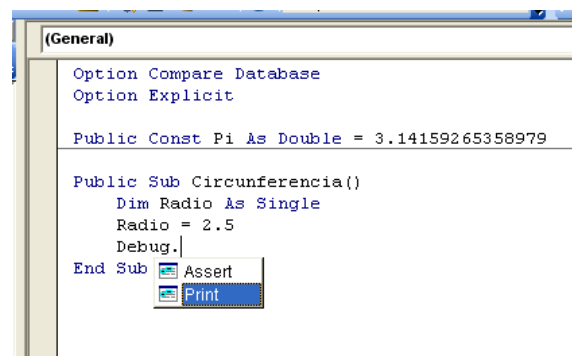 (General)
Option Compare Database
Option Explicit
Public Const Pi As Double = 3.14159265358979
Public Sub Circunferencia()
Dim Radio As Single
Radio = 2.5
Debug.
End Sub
Assert
Print